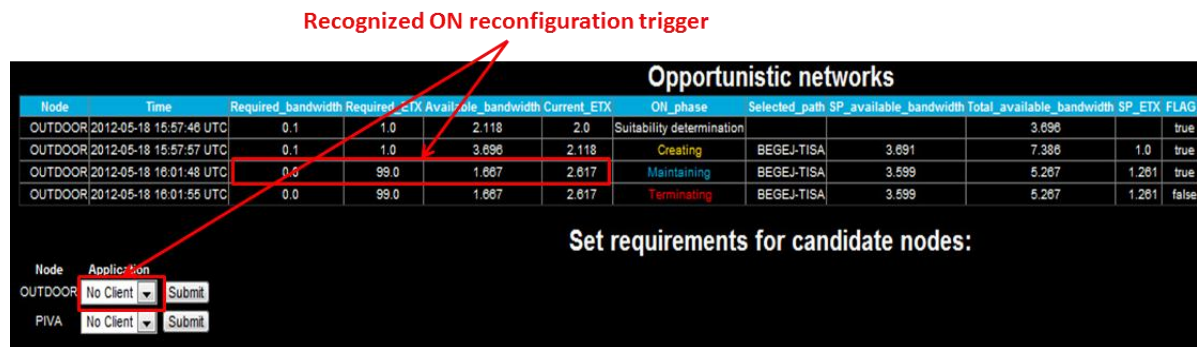 Recognized ON reconfiguration trigger
Opportunistic networks
Node Time Required_bandwidth Required_ETX Available_bandwidth Current_ETX ON_phase Selected_path SP_available_bandwidth Total_available_bandwidth SP_ETX FLAG
OUTDOOR 2012-05-18 15:57:46 UTC 0.1 1.0 2.118 2.0 Suitability determination 3.696 true
OUTDOOR 2012-05-18 15:57:57 UTC 0.1 1.0 3.696 2.118 Creating BEGEJ-TISA 3.691 7.386 1.0 true
OUTDOOR 2012-05-18 16:01:48 UTC 0.0 99.0 1.667 2.617 Maintaining BEGEJ-TISA 3.599 5.267 1.261 true
OUTDOOR 2012-05-18 16:01:55 UTC 0.0 99.0 1.667 2.617 Terminating BEGEJ-TISA 3.599 5.267 1.261 false
Set requirements for candidate nodes:
Node Application
OUTDOOR No Client Submit
PIVA No Client Submit